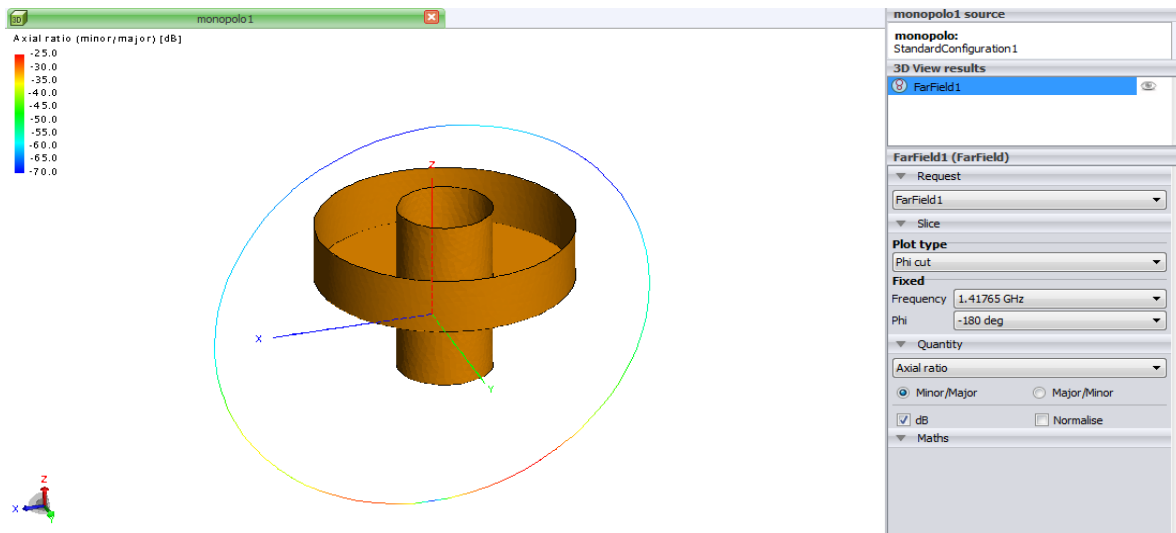 3D
monopolo1
Axial ratio (minor/major) [dB]
-25.0
-30.0
-35.0
-40.0
-45.0
-50.0
-55.0
-60.0
-65.0
-70.0
Z
X
Y
Z
X
Y
monopolo1 source
monopolo:
StandardConfiguration1
3D View results
FarField1
FarField1 (FarField)
Request
FarField1
Slice
Plot type
Phi cut
Fixed
Frequency 1.41765 GHz
Phi -180 deg
Quantity
Axial ratio
Minor/Major Major/Minor
dB Normalise
Maths